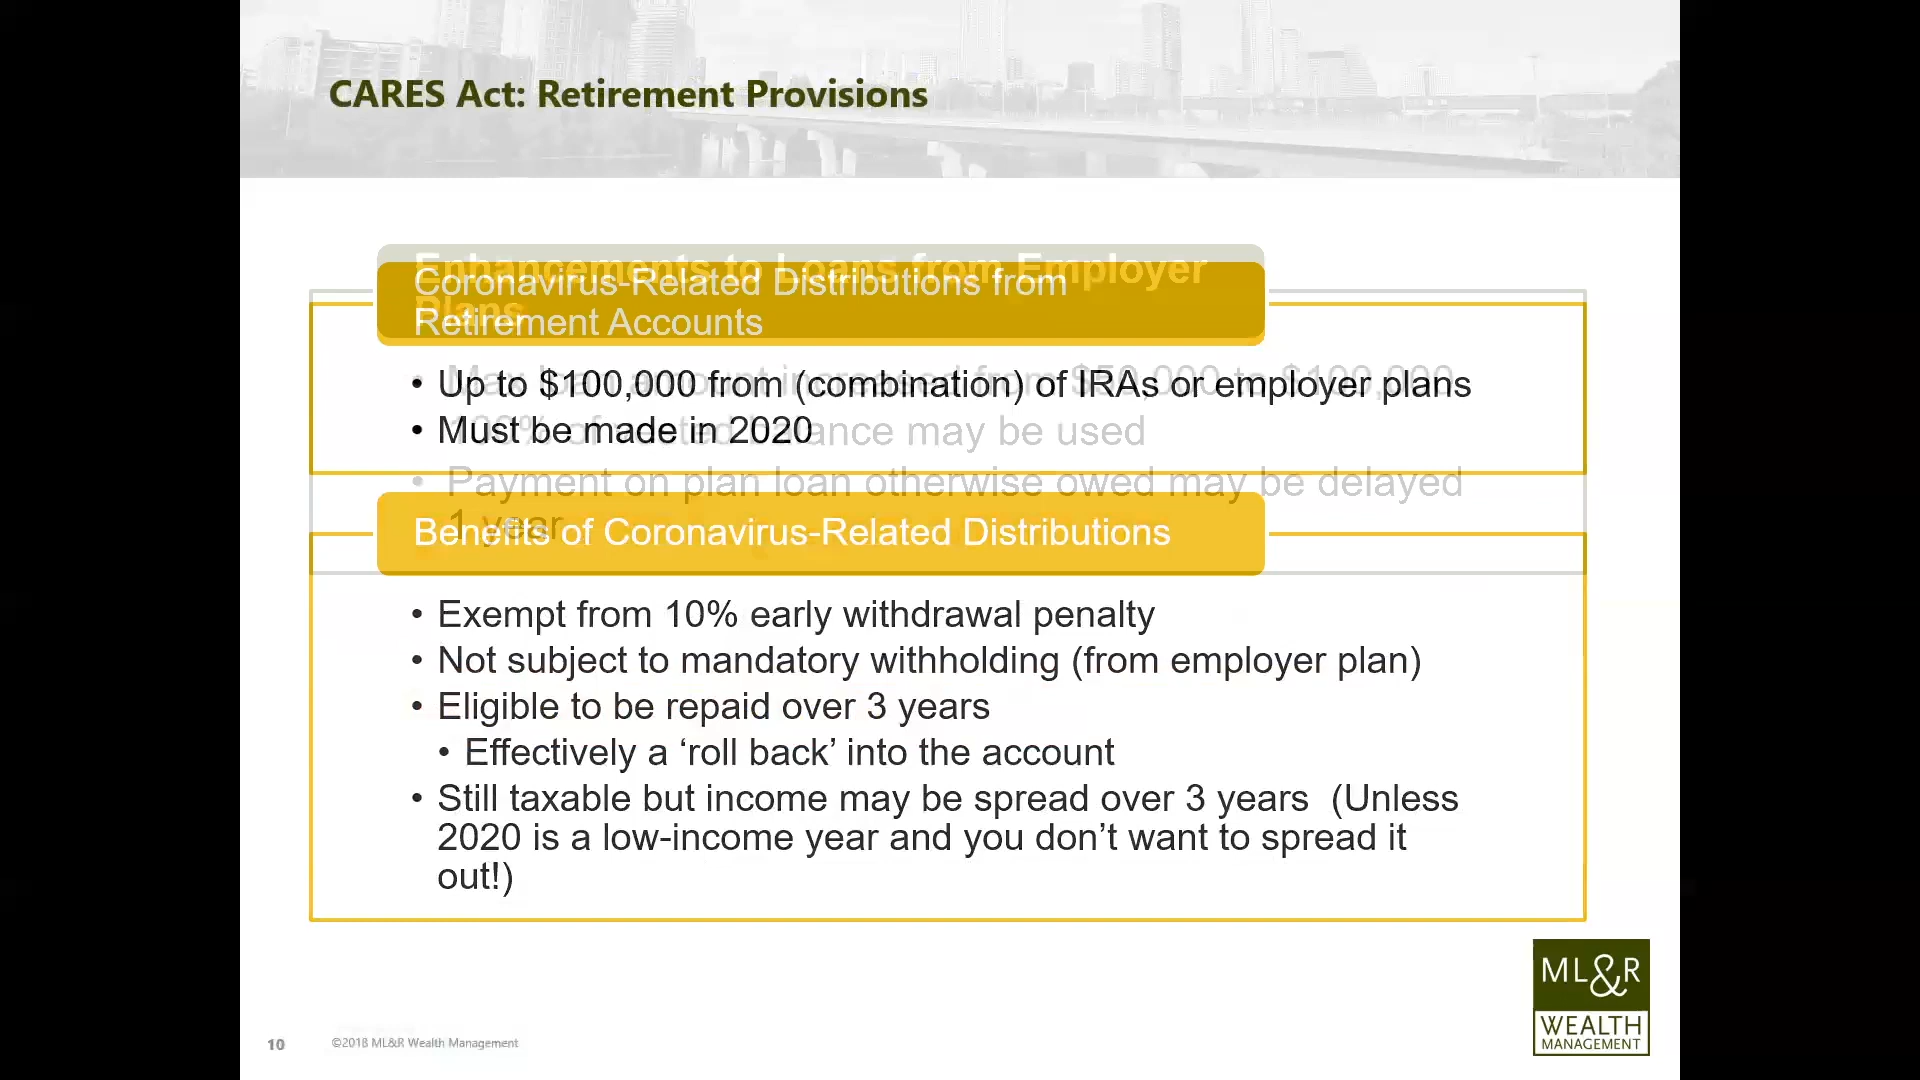 CARES Act: Retirement Provisions
Enhancements to Loans from Employer
Plans
Coronavirus-Related Distributions from
Retirement Accounts
• Max loan amount increased from $50,000 to $100,000
• Up to $100,000 from (combination) of IRAs or employer plans
• 100% of vested balance may be used
• Must be made in 2020
• Payment on plan loan otherwise owed may be delayed
1 year
Benefits of Coronavirus-Related Distributions
• Exempt from 10% early withdrawal penalty
• Not subject to mandatory withholding (from employer plan)
• Eligible to be repaid over 3 years
• Effectively a ‘roll back’ into the account
• Still taxable but income may be spread over 3 years (Unless
2020 is a low-income year and you don’t want to spread it
out!)
ML&R
WEALTH
MANAGEMENT
10
©2018 ML&R Wealth Management